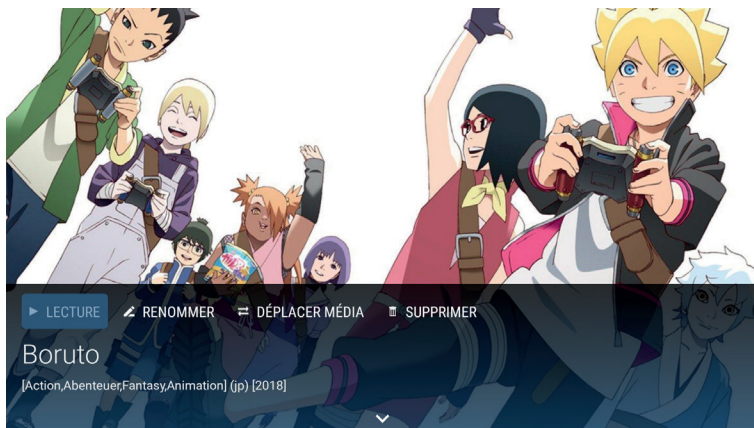 LECTURE RENOMMER DÉPLACER MÉDIA SUPPRIMER
Boruto
[Action,Abenteuer,Fantasy,Animation] (jp) [2018]